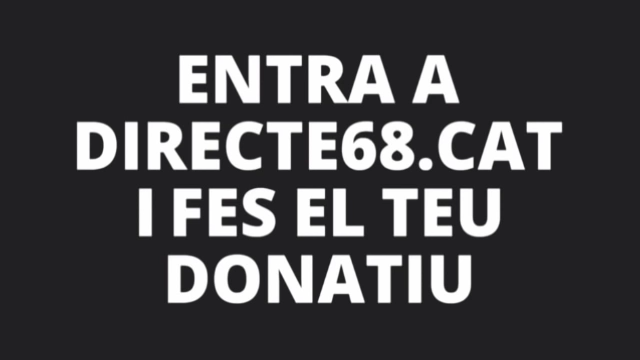 ENTRA A
DIRECTE68.CAT
I FES EL TEU
DONATIU